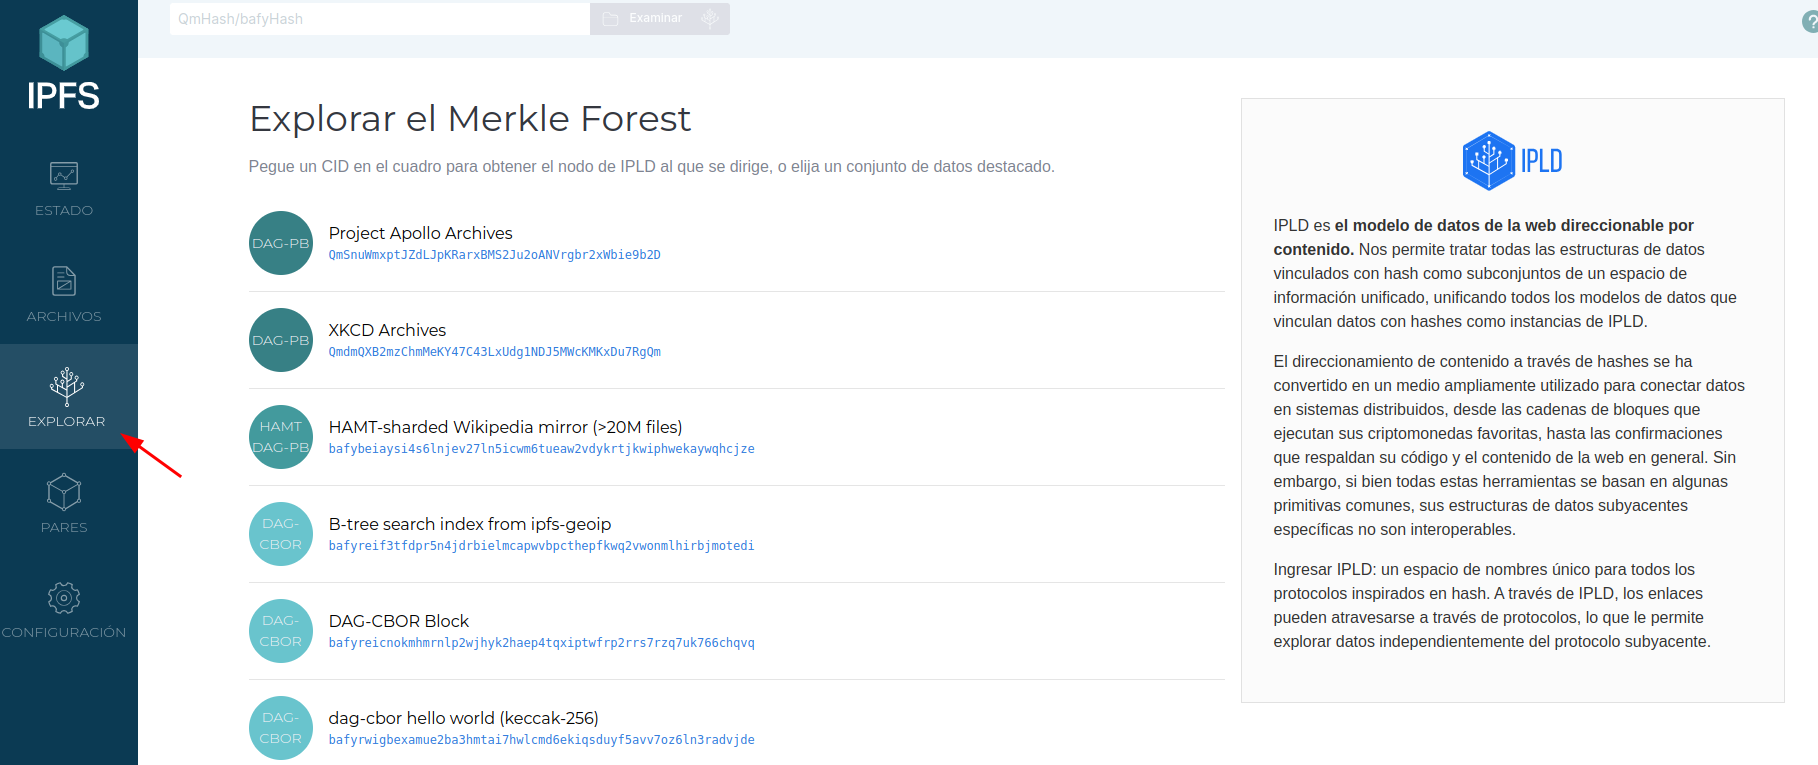 QmHash/bafyHash
Examinar
?
IPFS
ESTADO
ARCHIVOS
EXPLORAR
PARES
CONFIGURACIÓN
Explorar el Merkle Forest
Pegue un CID en el cuadro para obtener el nodo de IPLD al que se dirige, o elija un conjunto de datos destacado.
DAG-PB
Project Apollo Archives
QmSnuWmxptJZdLJpKRarxBMS2Ju2oANVrgbr2xWbie9b2D
DAG-PB
XKCD Archives
QmdmQXB2mzChmMeKY47C43LxUdg1NDJ5MWcKMKxDu7RgQm
HAMT
DAG-PB
HAMT-sharded Wikipedia mirror (>20M files)
bafybeiaysi4s6lnjev27ln5icwm6tueaw2vdykrtjkwiphwekaywqhcjze
DAG-
CBOR
B-tree search index from ipfs-geoip
bafyreif3tfdpr5n4jdrbielmcapwvbpcthepfkwq2vwonmlhirbjmotedi
DAG-
CBOR
DAG-CBOR Block
bafyreicnokmhmrnlp2wjhyk2haep4tqxiptwfrp2rrs7rzq7uk766chqvq
DAG-
CBOR
dag-cbor hello world (keccak-256)
bafyrwigbexamue2ba3hmtai7hwlcmd6ekiqsduyf5avv7oz6ln3radvjde
IPLD
IPLD es el modelo de datos de la web direccionable por
contenido. Nos permite tratar todas las estructuras de datos
vinculados con hash como subconjuntos de un espacio de
información unificado, unificando todos los modelos de datos que
vinculan datos con hashes como instancias de IPLD.
El direccionamiento de contenido a través de hashes se ha
convertido en un medio ampliamente utilizado para conectar datos
en sistemas distribuidos, desde las cadenas de bloques que
ejecutan sus criptomonedas favoritas, hasta las confirmaciones
que respaldan su código y el contenido de la web en general. Sin
embargo, si bien todas estas herramientas se basan en algunas
primitivas comunes, sus estructuras de datos subyacentes
específicas no son interoperables.
Ingresar IPLD: un espacio de nombres único para todos los
protocolos inspirados en hash. A través de IPLD, los enlaces
pueden atravesarse a través de protocolos, lo que le permite
explorar datos independientemente del protocolo subyacente.